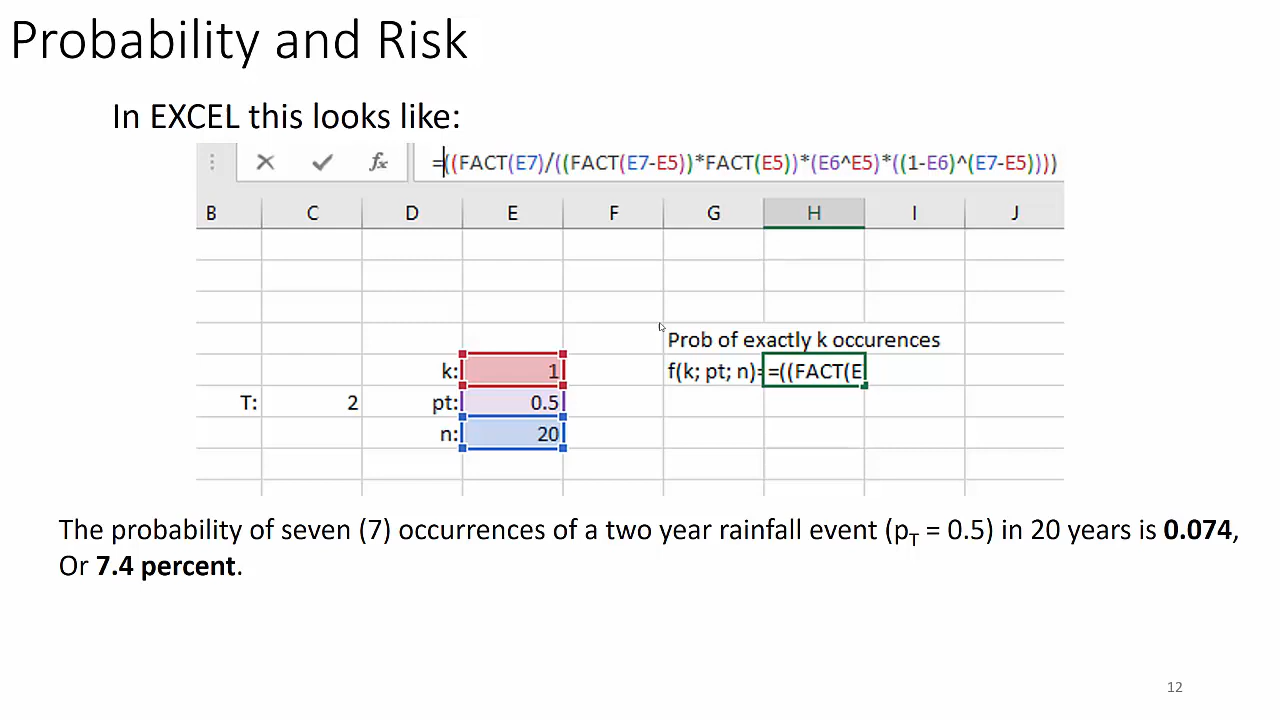 Probability and Risk
In EXCEL this looks like:
fx =((FACT(E7)/((FACT(E7-E5))*FACT(E5))*(E6^E5)*((1-E6)^(E7-E5))))
B C D E F G H I J
Prob of exactly k occurences
k: 1 f(k; pt; n)= =((FACT(E
T: 2 pt: 0.5
n: 20
The probability of seven (7) occurrences of a two year rainfall event (pT = 0.5) in 20 years is 0.074,
Or 7.4 percent.
12